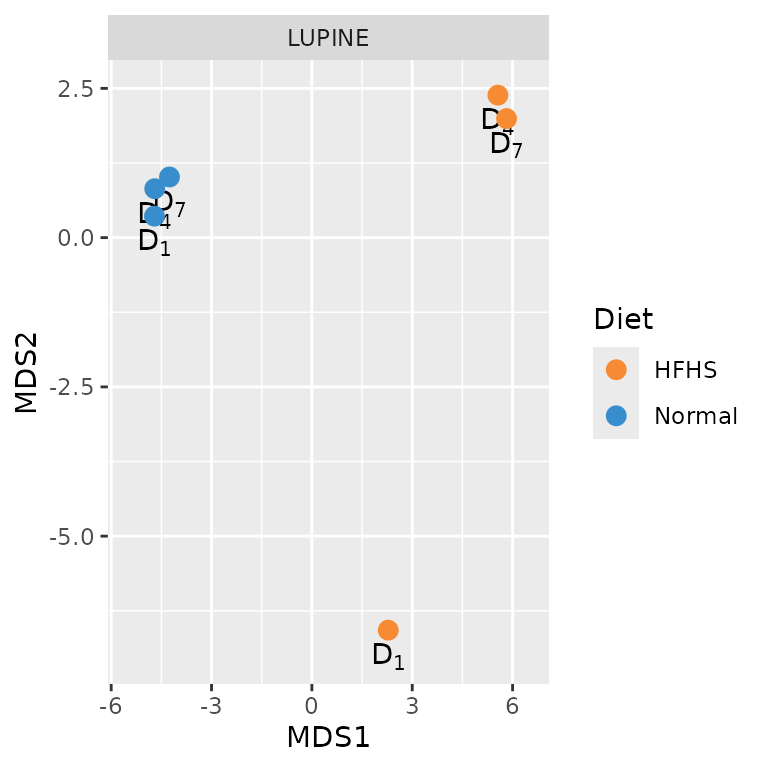 LUPINE
2.5
0.0
-2.5
-5.0
MDS2
D4
D7
D7
D4
D1
D1
-6
-3
0
3
6
MDS1
Diet
HFHS
Normal